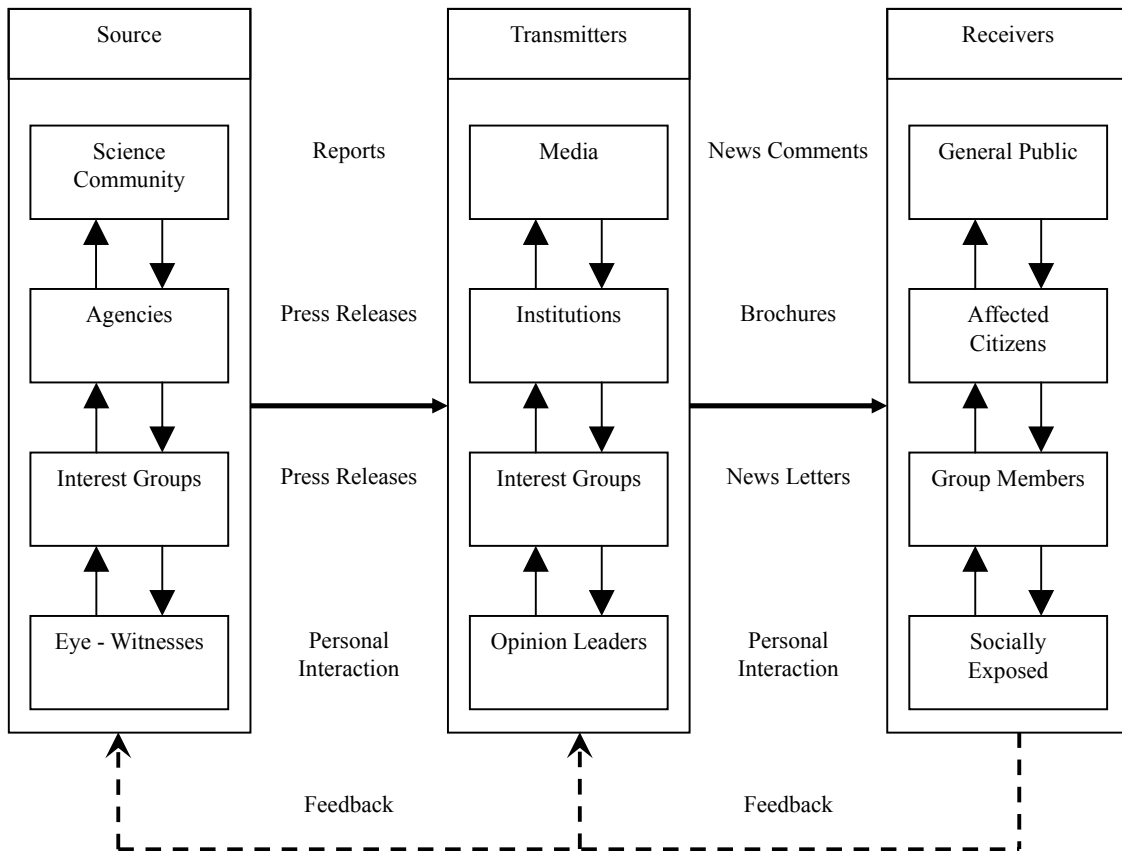 Source
Transmitters
Receivers
Science
Community
Reports
Media
News Comments
General Public
Agencies
Press Releases
Institutions
Brochures
Affected
Citizens
Interest Groups
Press Releases
Interest Groups
News Letters
Group Members
Eye - Witnesses
Personal
Interaction
Opinion Leaders
Personal
Interaction
Socially
Exposed
Feedback
Feedback